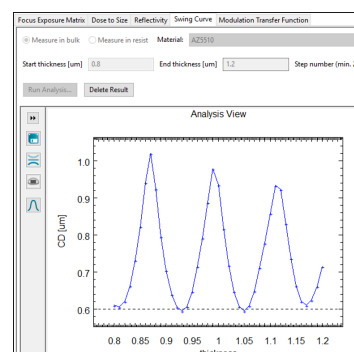 Focus Exposure Matrix Dose to Size Reflectivity Swing Curve Modulation Transfer Function
Measure in bulk Measure in resist Material: AZ5510
Start thickness [um] 0.8 End thickness [um] 1.2 Step number (min. 
Run Analysis... Delete Result
Analysis View
CD [um]
1.0
0.9
0.8
0.7
0.6
0.8 0.85 0.9 0.95 1 1.05 1.1 1.15 1.2
thickness